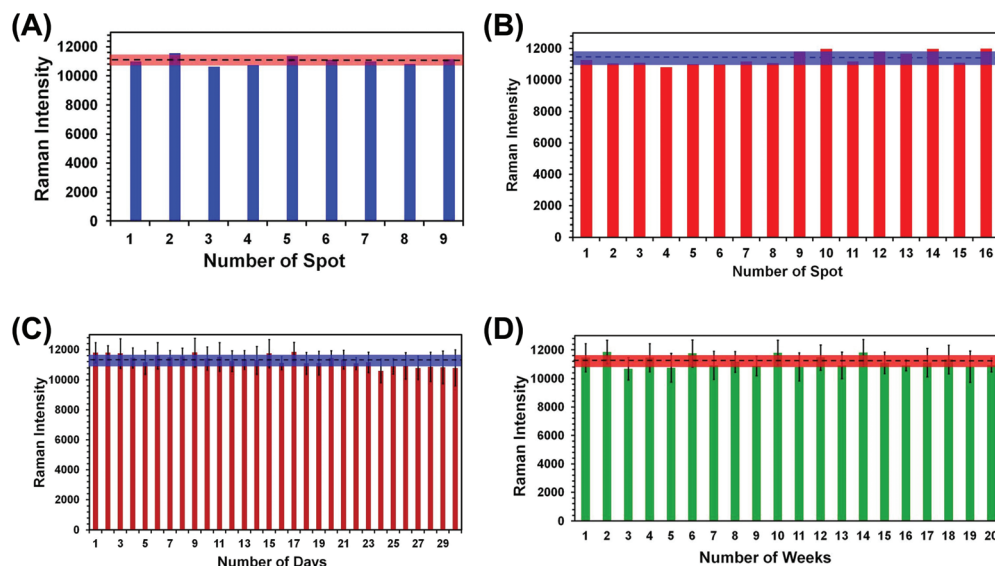 (A)
Raman Intensity
12000
10000
8000
6000
4000
2000
0
1 2 3 4 5 6 7 8 9
Number of Spot
(B)
Raman Intensity
12000
10000
8000
6000
4000
2000
0
1 2 3 4 5 6 7 8 9 10 11 12 13 14 15 16
Number of Spot
(C)
Raman Intensity
12000
10000
8000
6000
4000
2000
0
1 3 5 7 9 11 13 15 17 19 21 23 25 27 29
Number of Days
(D)
Raman Intensity
12000
10000
8000
6000
4000
2000
0
1 2 3 4 5 6 7 8 9 10 11 12 13 14 15 16 17 18 19 20
Number of Weeks